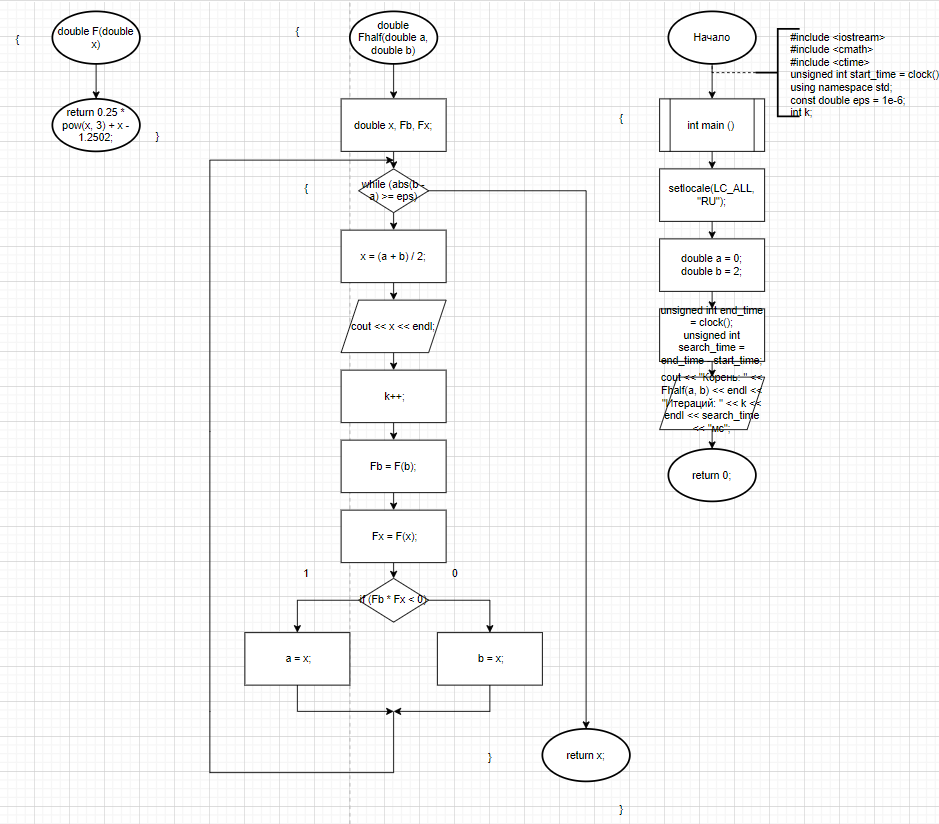 {
double F(double
x)
return 0.25 *
pow(x, 3) + x -
1.2502;
}
{
double
Fhalf(double a,
double b)
double x, Fb, Fx;
{
while (abs(b -
a) >= eps)
x = (a + b) / 2;
cout << x << endl;
k++;
Fb = F(b);
Fx = F(x);
1
0
if (Fb * Fx < 0)
a = x;
b = x;
}
return x;
}
Начало
#include <iostream>
#include <cmath>
#include <ctime>
unsigned int start_time = clock()
using namespace std;
const double eps = 1e-6;
int k;
{
int main ()
setlocale(LC_ALL,
"RU");
double a = 0;
double b = 2;
unsigned int end_time
= clock();
unsigned int
search_time =
end_time - start_time;
cout << "Корень: " <<
Fhalf(a, b) << endl <<
"Итераций: " << k <<
endl << search_time
<< "мс";
return 0;